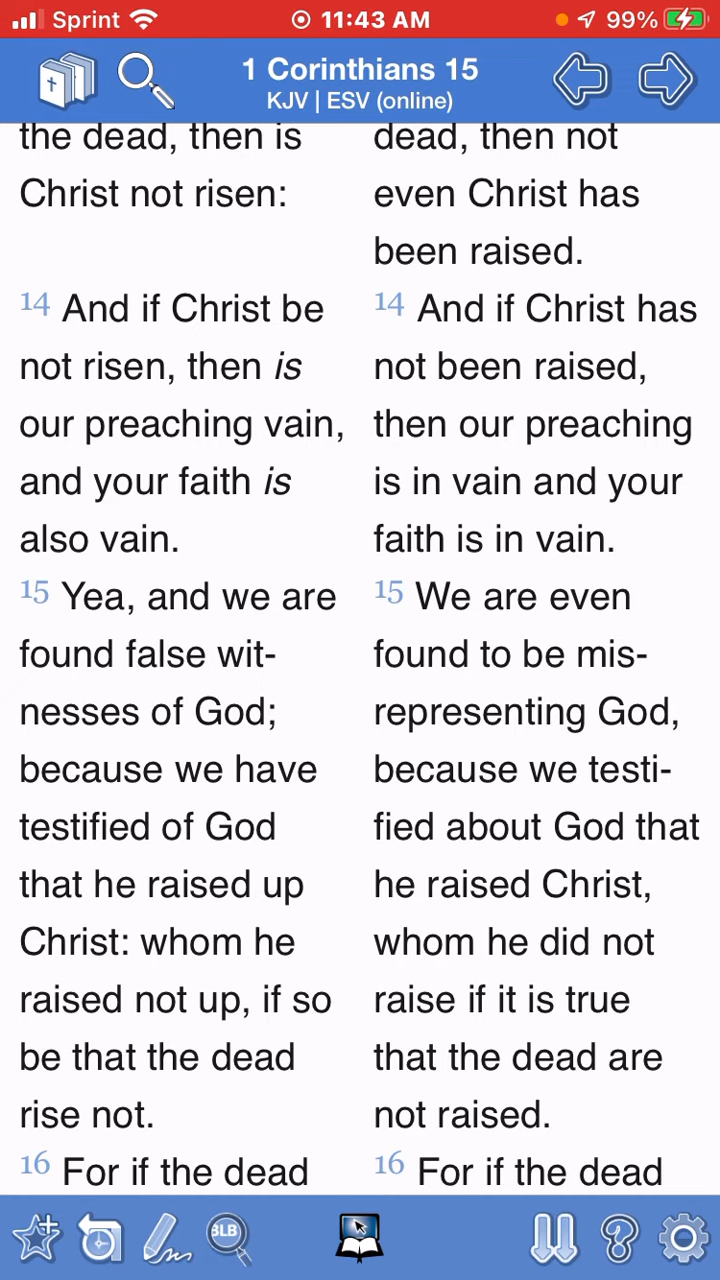 Sprint 11:43 AM 99%
1 Corinthians 15
KJV | ESV (online)
the dead, then is
Christ not risen:
14 And if Christ be
not risen, then is
our preaching vain,
and your faith is
also vain.
15 Yea, and we are
found false wit-
nesses of God;
because we have
testified of God
that he raised up
Christ: whom he
raised not up, if so
be that the dead
rise not.
16 For if the dead
dead, then not
even Christ has
been raised.
14 And if Christ has
not been raised,
then our preaching
is in vain and your
faith is in vain.
15 We are even
found to be mis-
representing God,
because we testi-
fied about God that
he raised Christ,
whom he did not
raise if it is true
that the dead are
not raised.
16 For if the dead
BLB